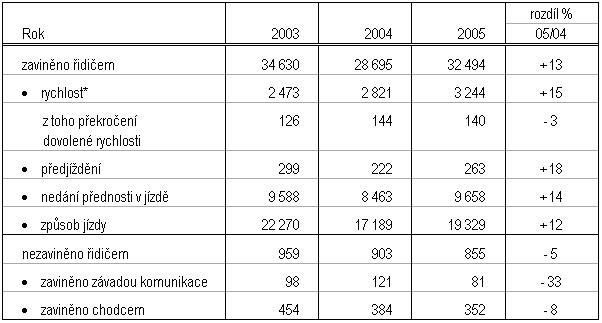 rozdíl %
Rok 2003 2004 2005 05/04
zaviněno řidičem 34 630 28 695 32 494 +13
• rychlost* 2 473 2 821 3 244 +15
z toho překročení 126 144 140 - 3
dovolené rychlosti
• předjíždění 299 222 263 +18
• nedání přednosti v jízdě 9 588 8 463 9 658 +14
• způsob jízdy 22 270 17 189 19 329 +12
nezaviněno řidičem 959 903 855 - 5
• zaviněno závadou komunikace 98 121 81 - 33
• zaviněno chodcem 454 384 352 - 8